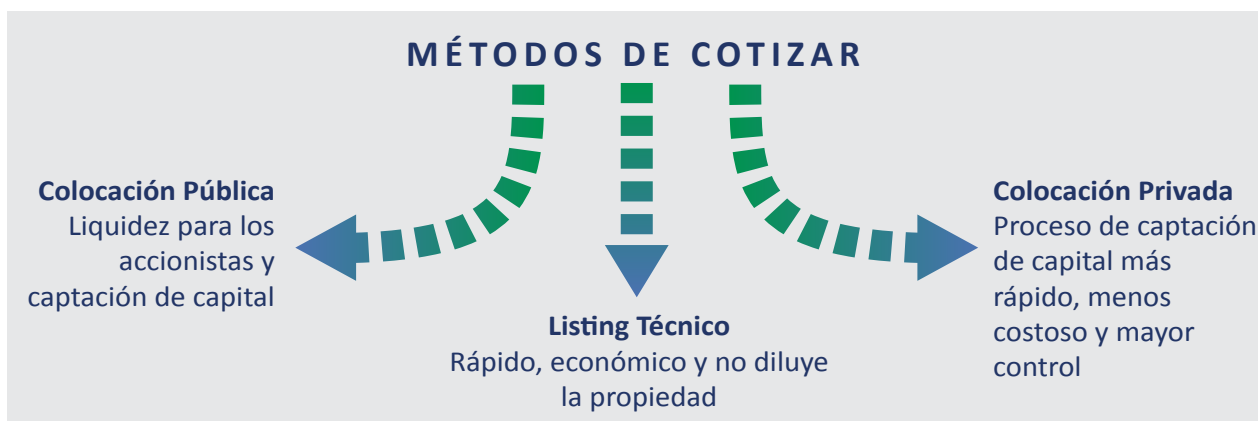 MÉTODOS DE COTIZAR
Colocación Pública
Liquidez para los
accionistas y
captación de capital
Listing Técnico
Rápido, económico y no diluye
la propiedad
Colocación Privada
Proceso de captación
de capital más
rápido, menos
costoso y mayor
control